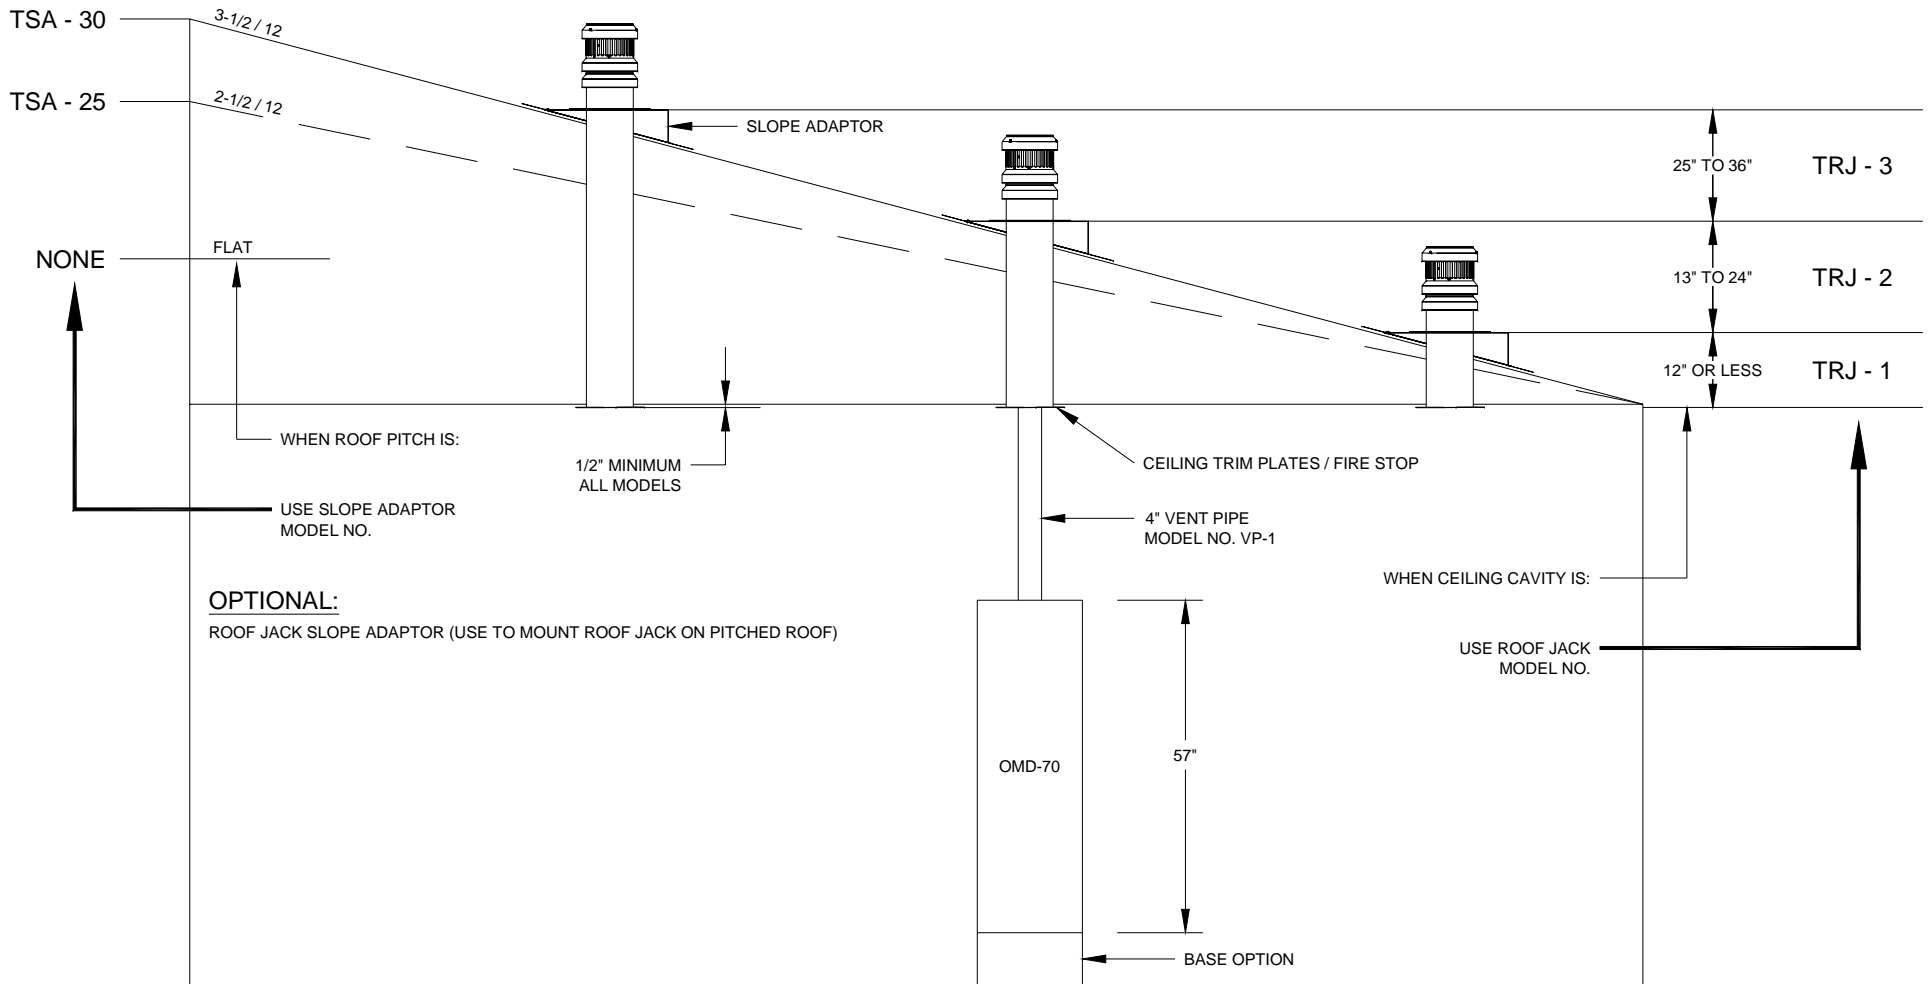 TSA - 30
3-1/2 / 12
TSA - 25
2-1/2 / 12
SLOPE ADAPTOR
25" TO 36"
TRJ - 3
NONE
FLAT
13" TO 24"
TRJ - 2
12" OR LESS
TRJ - 1
WHEN ROOF PITCH IS:
1/2" MINIMUM
ALL MODELS
CEILING TRIM PLATES / FIRE STOP
USE SLOPE ADAPTOR
MODEL NO.
4" VENT PIPE
MODEL NO. VP-1
WHEN CEILING CAVITY IS:
OPTIONAL:
ROOF JACK SLOPE ADAPTOR (USE TO MOUNT ROOF JACK ON PITCHED ROOF)
USE ROOF JACK
MODEL NO.
57"
OMD-70
BASE OPTION